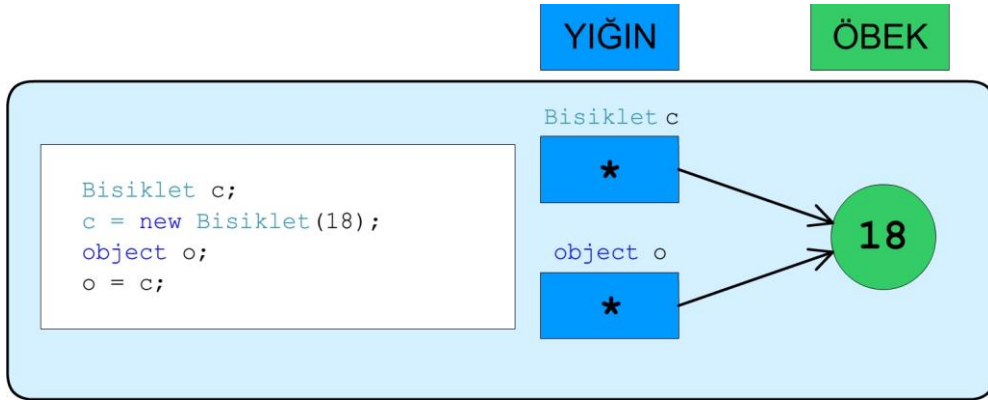 YIĞIN
ÖBEK
Bisiklet c;
c = new Bisiklet(18);
object o;
o = c;
Bisiklet c
*
object o
*
18